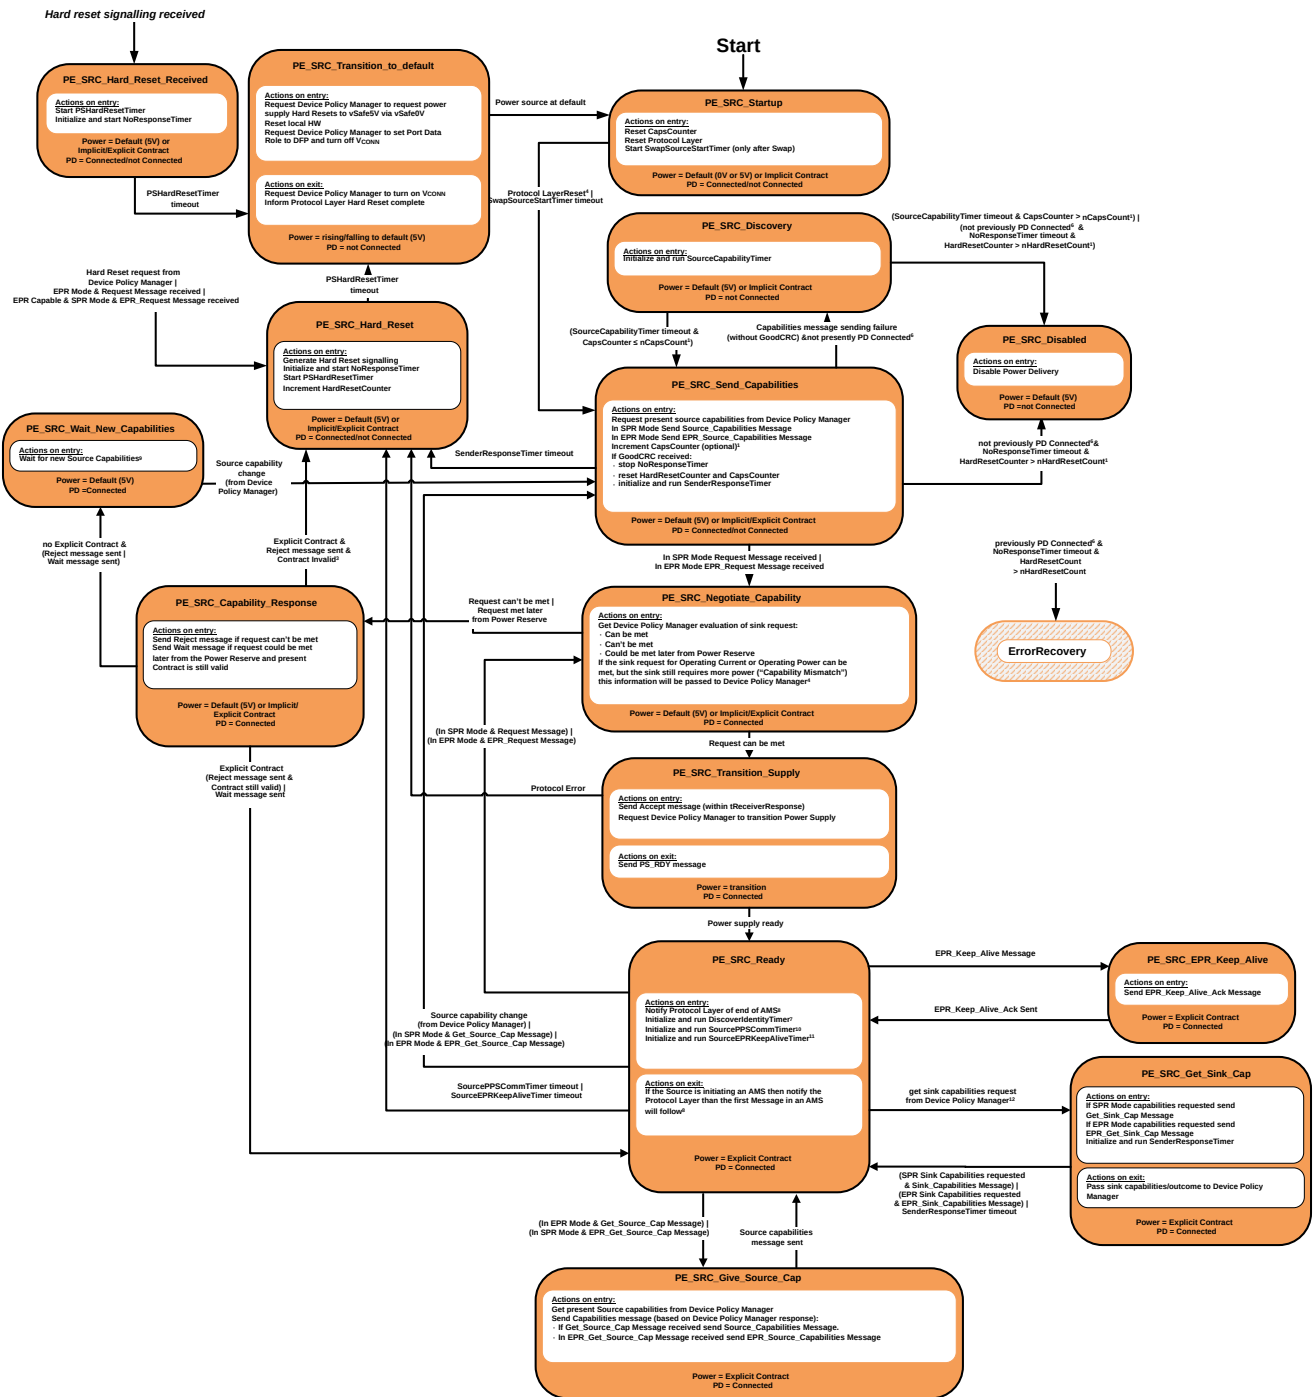 Hard reset signalling received
Start
PE_SRC_Hard_Reset_Received
Actions on entry:
Start PSHardResetTimer
Initialize and start NoResponseTimer
Power = Default (5V) or
Implicit/Explicit Contract
PD = Connected/not Connected
PSHardResetTimer
timeout
PE_SRC_Transition_to_default
Actions on entry:
Request Device Policy Manager to request power
supply Hard Resets to vSafe5V via vSafe0V
Reset local HW
Request Device Policy Manager to set Port Data
Role to DFP and turn off VCONN
Actions on exit:
Request Device Policy Manager to turn on VCONN
Inform Protocol Layer Hard Reset complete
Power = rising/falling to default (5V)
PD = not Connected
Power source at default
PE_SRC_Startup
Actions on entry:
Reset CapsCounter
Reset Protocol Layer
Start SwapSourceStartTimer (only after Swap)
Power = Default (0V or 5V) or Implicit Contract
PD = Connected/not Connected
Protocol LayerReset⁴ |
SwapSourceStartTimer timeout
PE_SRC_Discovery
Actions on entry:
Initialize and run SourceCapabilityTimer
Power = Default (5V) or Implicit Contract
PD = not Connected
(SourceCapabilityTimer timeout & CapsCounter > nCapsCount¹) |
(not previously PD Connected⁶ &
NoResponseTimer timeout &
HardResetCounter > nHardResetCount¹)
Hard Reset request from
Device Policy Manager |
EPR Mode & Request Message received |
EPR Capable & SPR Mode & EPR_Request Message received
PSHardResetTimer
timeout
PE_SRC_Hard_Reset
Actions on entry:
Generate Hard Reset signalling
Initialize and start NoResponseTimer
Start PSHardResetTimer
Increment HardResetCounter
Power = Default (5V) or
Implicit/Explicit Contract
PD = Connected/not Connected
(SourceCapabilityTimer timeout &
CapsCounter ≤ nCapsCount¹)
Capabilities message sending failure
(without GoodCRC) &not presently PD Connected⁶
PE_SRC_Disabled
Actions on entry:
Disable Power Delivery
Power = Default (5V)
PD =not Connected
PE_SRC_Send_Capabilities
Actions on entry:
Request present source capabilities from Device Policy Manager
In SPR Mode Send Source_Capabilities Message
In EPR Mode Send EPR_Source_Capabilities Message
Increment CapsCounter (optional)¹
If GoodCRC received:
· stop NoResponseTimer
· reset HardResetCounter and CapsCounter
· initialize and run SenderResponseTimer
Power = Default (5V) or Implicit/Explicit Contract
PD = Connected/not Connected
PE_SRC_Wait_New_Capabilities
Actions on entry:
Wait for new Source Capabilities⁹
Power = Default (5V)
PD =Connected
Source capability
change
(from Device
Policy Manager)
SenderResponseTimer timeout
not previously PD Connected⁶&
NoResponseTimer timeout &
HardResetCounter > nHardResetCount¹
no Explicit Contract &
(Reject message sent |
Wait message sent)
Explicit Contract &
Reject message sent &
Contract Invalid³
In SPR Mode Request Message received |
In EPR Mode EPR_Request Message received
previously PD Connected⁶ &
NoResponseTimer timeout &
HardResetCount
> nHardResetCount
ErrorRecovery
PE_SRC_Capability_Response
Actions on entry:
Send Reject message if request can't be met
Send Wait message if request could be met
later from the Power Reserve and present
Contract is still valid
Power = Default (5V) or Implicit/
Explicit Contract
PD = Connected
Request can't be met |
Request met later
from Power Reserve
PE_SRC_Negotiate_Capability
Actions on entry:
Get Device Policy Manager evaluation of sink request:
· Can be met
· Can't be met
· Could be met later from Power Reserve
If the sink request for Operating Current or Operating Power can be
met, but the sink still requires more power ("Capability Mismatch")
this information will be passed to Device Policy Manager⁴
Power = Default (5V) or Implicit/Explicit Contract
PD = Connected
(In SPR Mode & Request Message) |
(In EPR Mode & EPR_Request Message)
Request can be met
Explicit Contract
(Reject message sent &
Contract still valid) |
Wait message sent
Protocol Error
PE_SRC_Transition_Supply
Actions on entry:
Send Accept message (within tReceiverResponse)
Request Device Policy Manager to transition Power Supply
Actions on exit:
Send PS_RDY message
Power = transition
PD = Connected
Power supply ready
PE_SRC_Ready
Actions on entry:
Notify Protocol Layer of end of AMS⁸
Initialize and run DiscoverIdentityTimer⁷
Initialize and run SourcePPSCommTimer¹⁰
Initialize and run SourceEPRKeepAliveTimer¹¹
Actions on exit:
If the Source is initiating an AMS then notify the
Protocol Layer than the first Message in an AMS
will follow⁸
Power = Explicit Contract
PD = Connected
EPR_Keep_Alive Message
EPR_Keep_Alive_Ack Sent
PE_SRC_EPR_Keep_Alive
Actions on entry:
Send EPR_Keep_Alive_Ack Message
Power = Explicit Contract
PD = Connected
Source capability change
(from Device Policy Manager) |
(In SPR Mode & Get_Source_Cap Message) |
(In EPR Mode & EPR_Get_Source_Cap Message)
SourcePPSCommTimer timeout |
SourceEPRKeepAliveTimer timeout
get sink capabilities request
from Device Policy Manager¹²
PE_SRC_Get_Sink_Cap
Actions on entry:
If SPR Mode capabilities requested send
Get_Sink_Cap Message
If EPR Mode capabilities requested send
EPR_Get_Sink_Cap Message
Initialize and run SenderResponseTimer
Actions on exit:
Pass sink capabilities/outcome to Device Policy
Manager
Power = Explicit Contract
PD = Connected
(SPR Sink Capabilities requested
& Sink_Capabilities Message) |
(EPR Sink Capabilities requested
& EPR_Sink_Capabilities Message) |
SenderResponseTimer timeout
(In EPR Mode & Get_Source_Cap Message) |
(In SPR Mode & EPR_Get_Source_Cap Message)
Source capabilities
message sent
PE_SRC_Give_Source_Cap
Actions on entry:
Get present Source capabilities from Device Policy Manager
Send Capabilities message (based on Device Policy Manager response):
· If Get_Source_Cap Message received send Source_Capabilities Message.
· In EPR_Get_Source_Cap Message received send EPR_Source_Capabilities Message
Power = Explicit Contract
PD = Connected